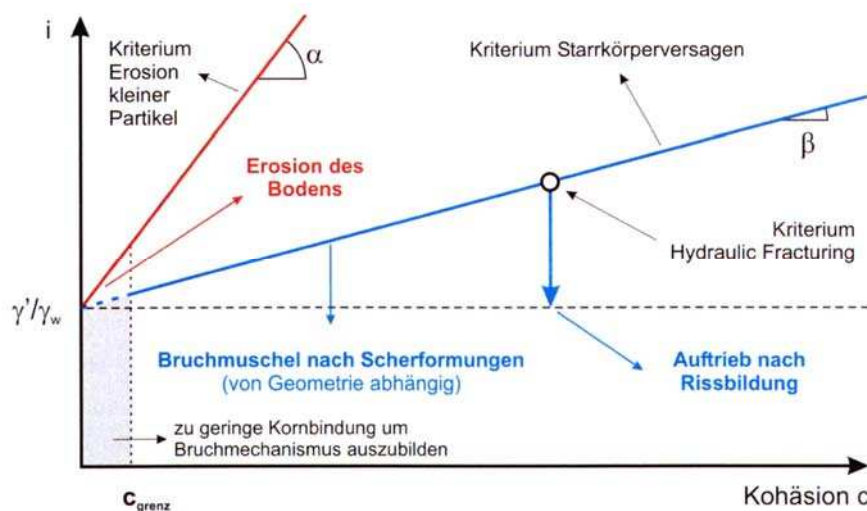 i
Kriterium
Erosion
kleiner
Partikel
α
Kriterium Starrkörperversagen
β
Erosion des
Bodens
Kriterium
Hydraulic Fracturing
γ'/γw
Bruchmuschel nach Scherformungen
(von Geometrie abhängig)
Auftrieb nach
Rissbildung
zu geringe Kornbindung um
Bruchmechanismus auszubilden
cgrenz
Kohäsion c